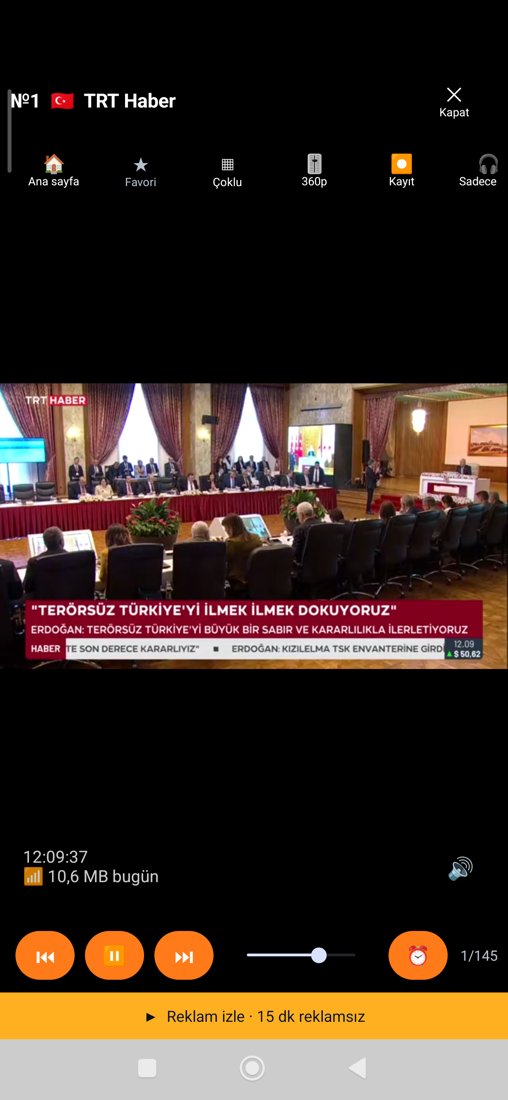 №1 🇹🇷 TRT Haber
Kapat
Ana sayfa
Favori
Çoklu
360p
Kayıt
Sadece
TRT HABER
"TERÖRSÜZ TÜRKİYE'Yİ İLMEK İLMEK DOKUYORUZ"
ERDOĞAN: TERÖRSÜZ TÜRKİYE'Yİ BÜYÜK BİR SABIR VE KARARLILIKLA İLERLETİYORUZ
HABER TE SON DERECE KARARLIYIZ" ■ ERDOĞAN: KIZILELMA TSK ENVANTERİNE GİRDİ
12.09
▲ $ 50,62
12:09:37
10,6 MB bugün
1/145
► Reklam izle · 15 dk reklamsız